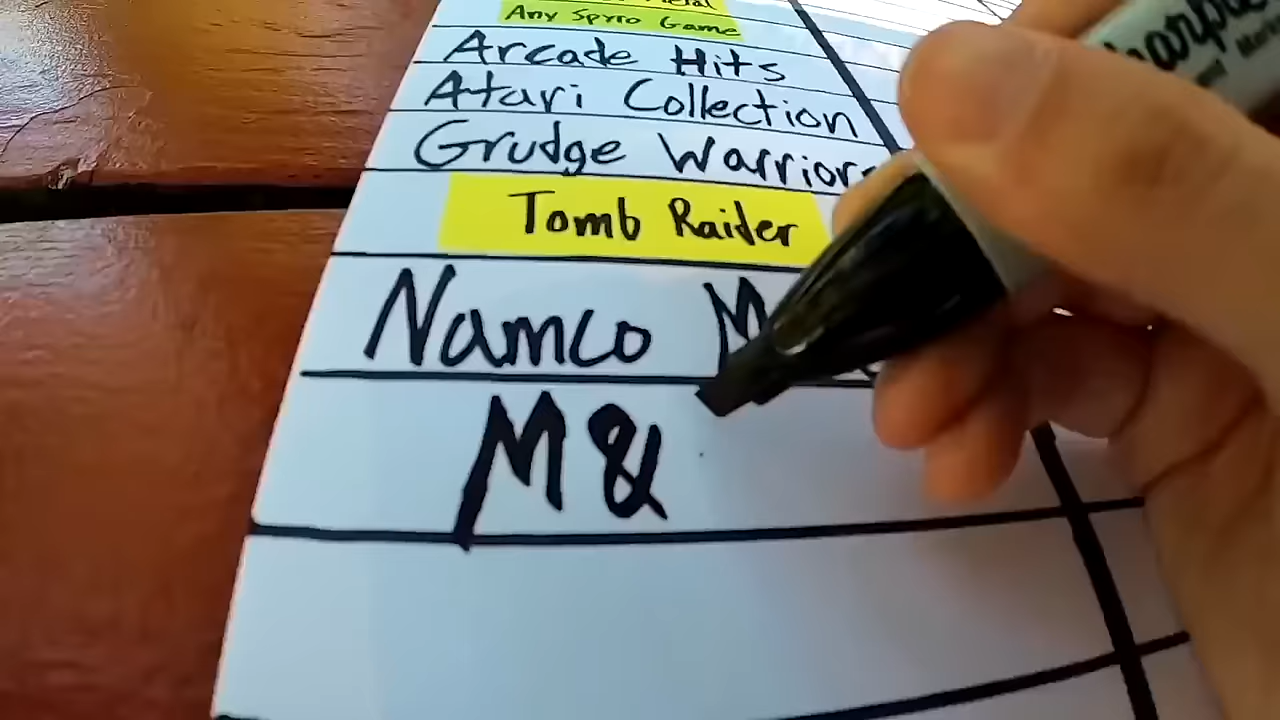 Any Spyro Game
Arcade Hits
Atari Collection
Grudge Warriors
Tomb Raider
Namco M
M &